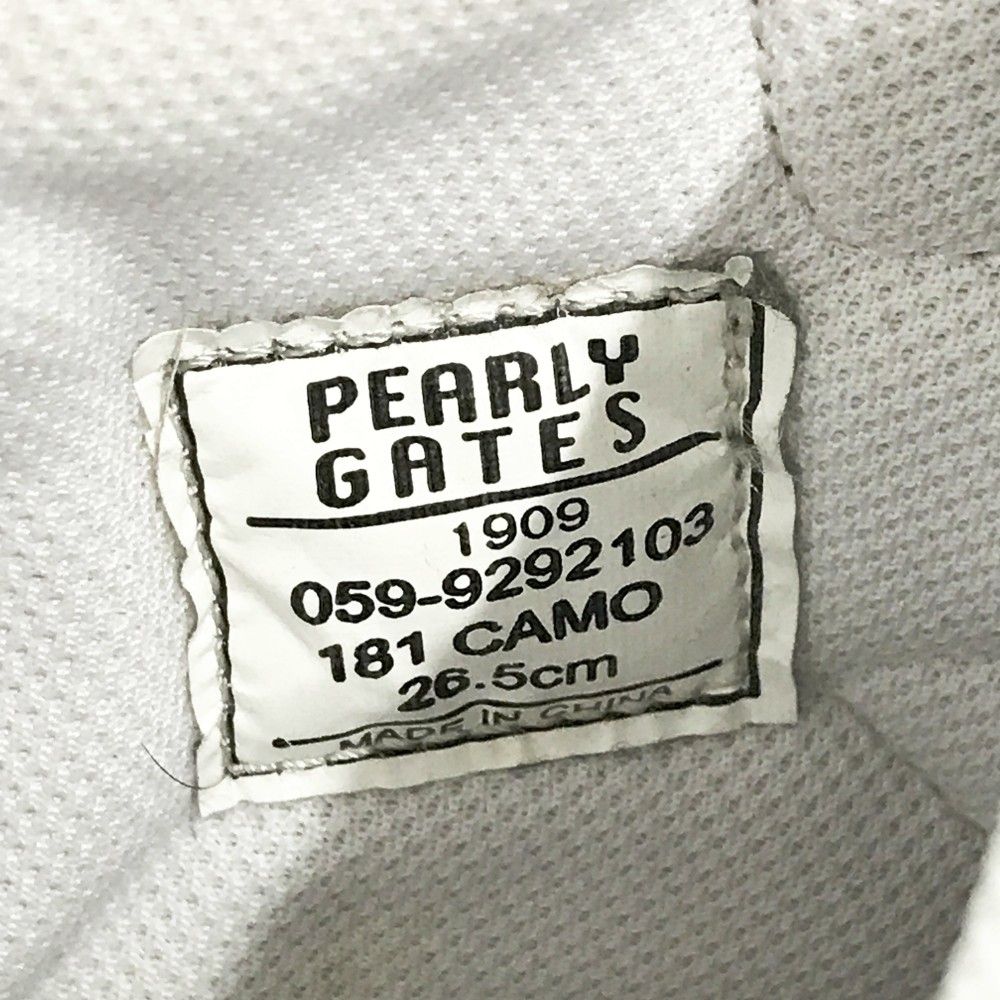 PEARLY
GATES
1909
059-9292103
181 CAMO
26.5cm
MADE IN CHINA